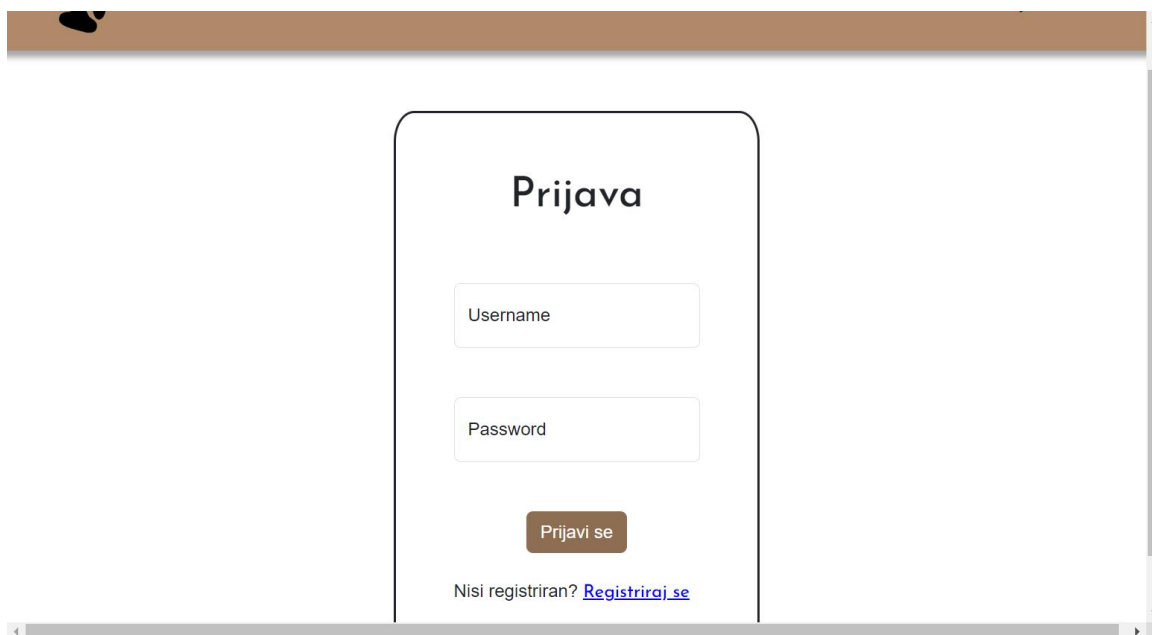 Prijava
Username
Password
Prijavi se
Nisi registriran? Registriraj se